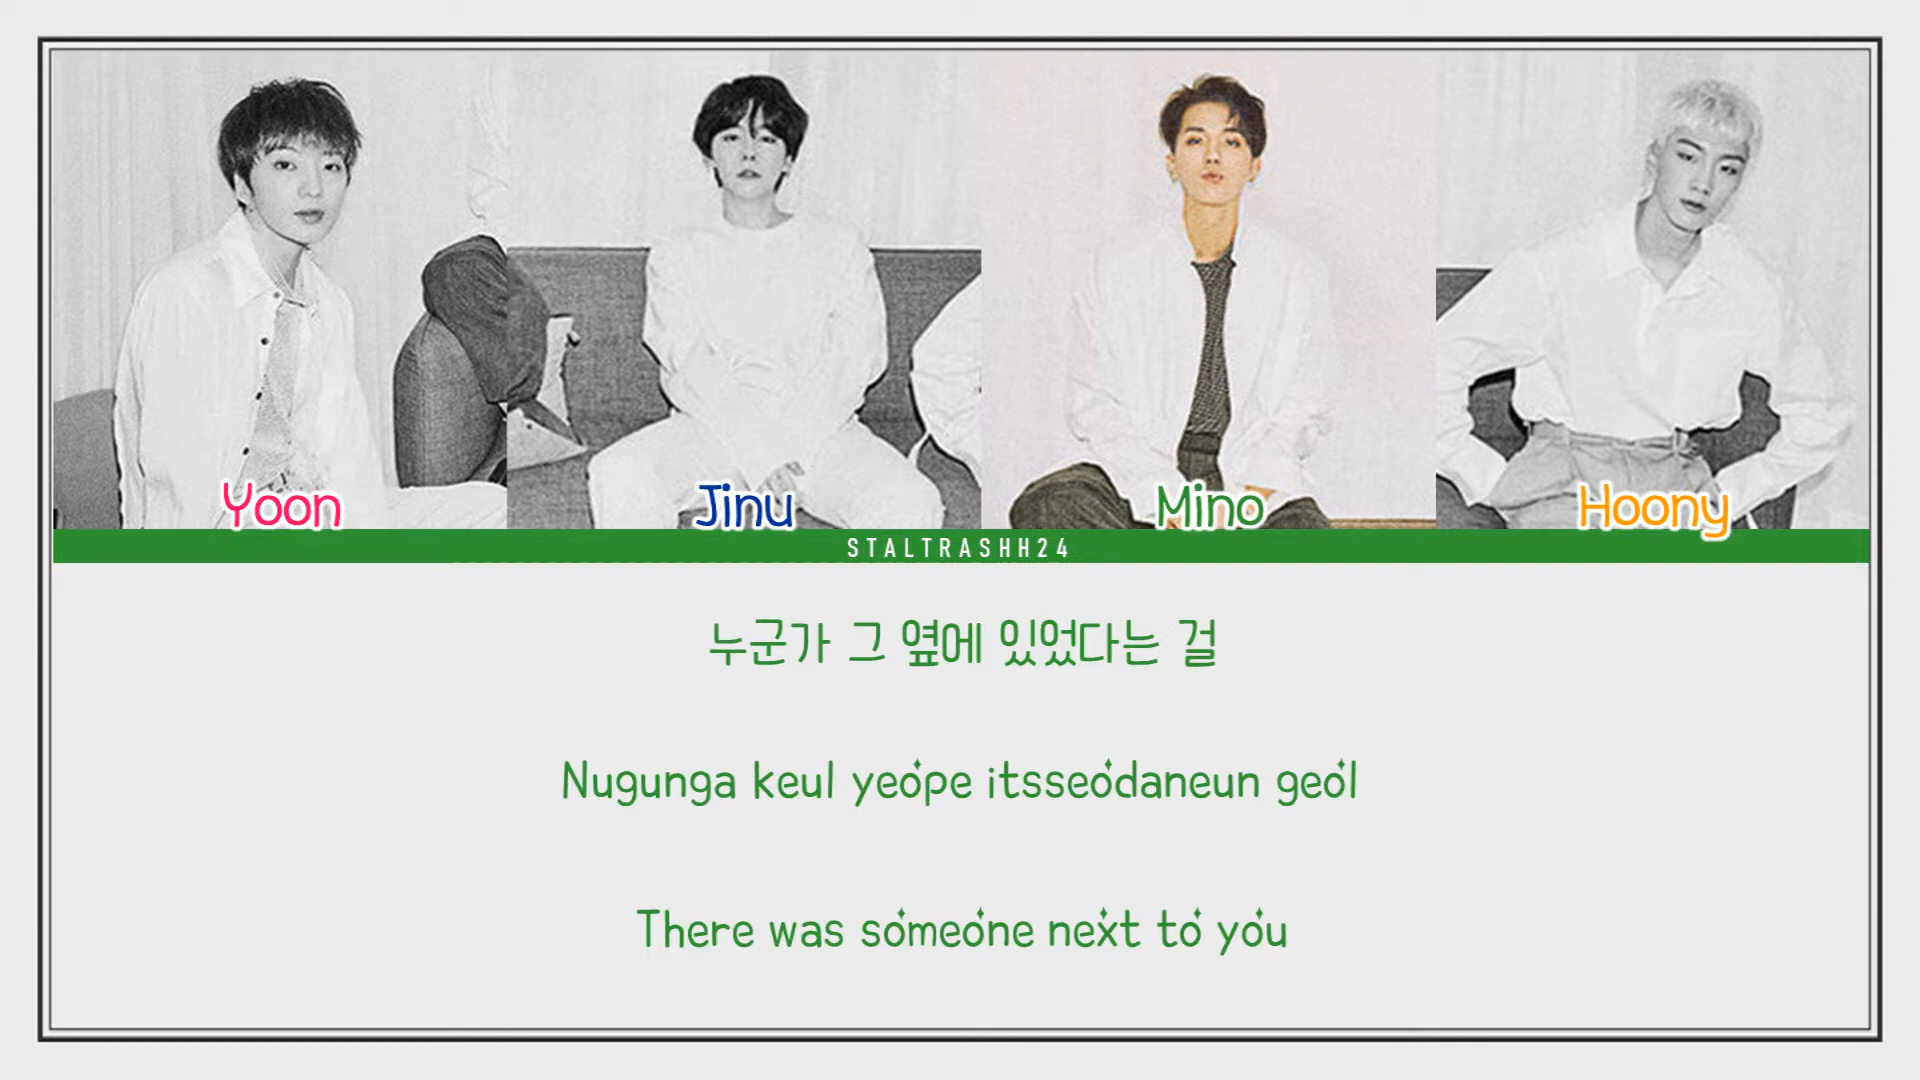 Yoon Jinu Mino Hoony
STALTRASHH24
누군가 그 옆에 있었다는 걸
Nugunga keul yeope itsseodaneun geol
There was someone next to you